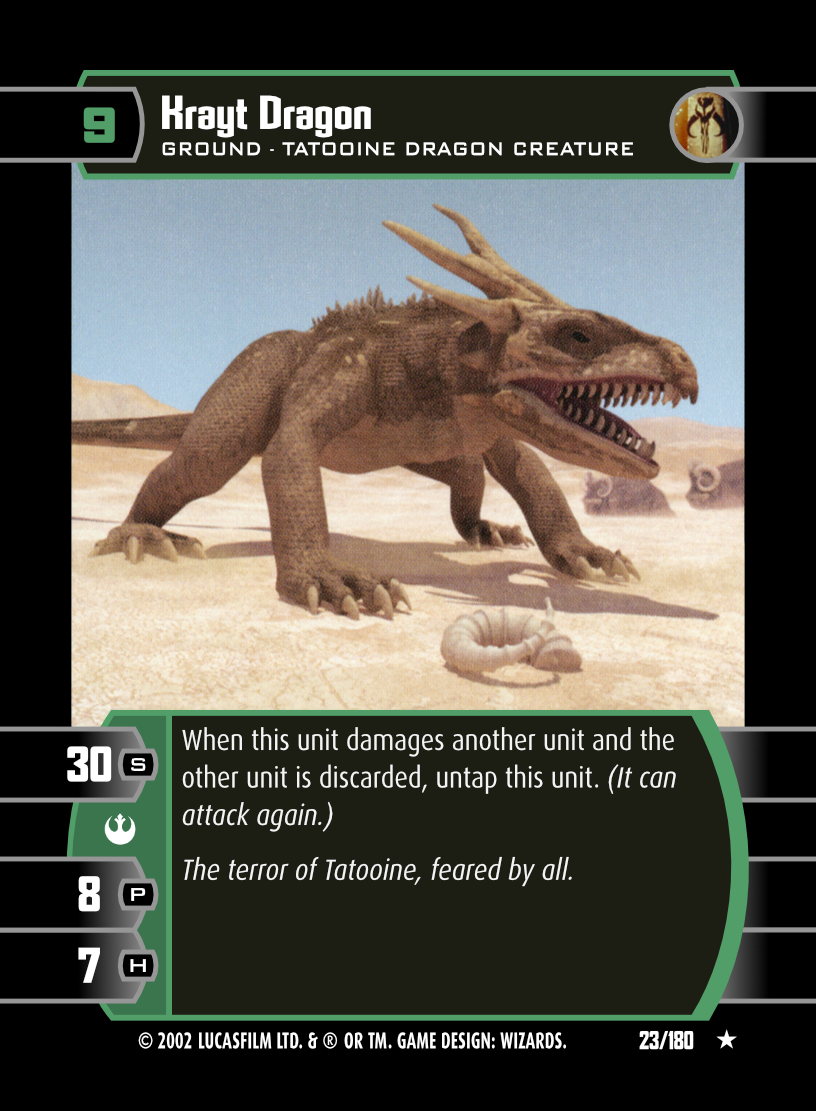 9
Krayt Dragon
GROUND - TATOOINE DRAGON CREATURE
When this unit damages another unit and the
other unit is discarded, untap this unit. (It can
attack again.)
The terror of Tatooine, feared by all.
30 S
8 P
7 H
© 2002 LUCASFILM LTD. & ® OR TM. GAME DESIGN: WIZARDS.
23/180 ★